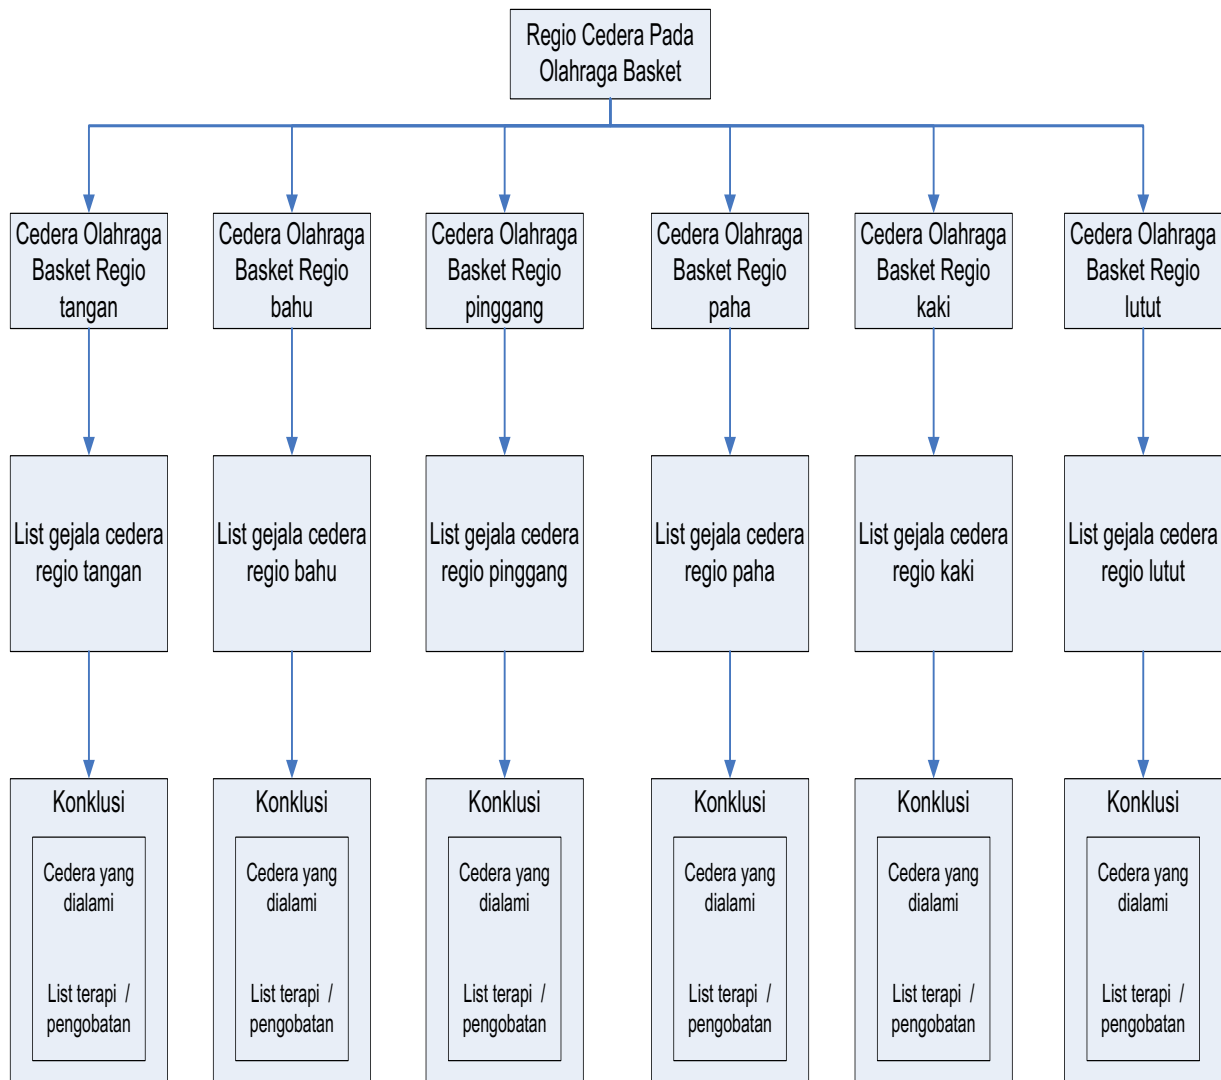 Regio Cedera Pada
Olahraga Basket
Cedera Olahraga
Basket Regio
tangan
Cedera Olahraga
Basket Regio
bahu
Cedera Olahraga
Basket Regio
pinggang
Cedera Olahraga
Basket Regio
paha
Cedera Olahraga
Basket Regio
kaki
Cedera Olahraga
Basket Regio
lutut
List gejala cedera
regio tangan
List gejala cedera
regio bahu
List gejala cedera
regio pinggang
List gejala cedera
regio paha
List gejala cedera
regio kaki
List gejala cedera
regio lutut
Konklusi
Cedera yang
dialami
List terapi /
pengobatan
Konklusi
Cedera yang
dialami
List terapi /
pengobatan
Konklusi
Cedera yang
dialami
List terapi /
pengobatan
Konklusi
Cedera yang
dialami
List terapi /
pengobatan
Konklusi
Cedera yang
dialami
List terapi /
pengobatan
Konklusi
Cedera yang
dialami
List terapi /
pengobatan